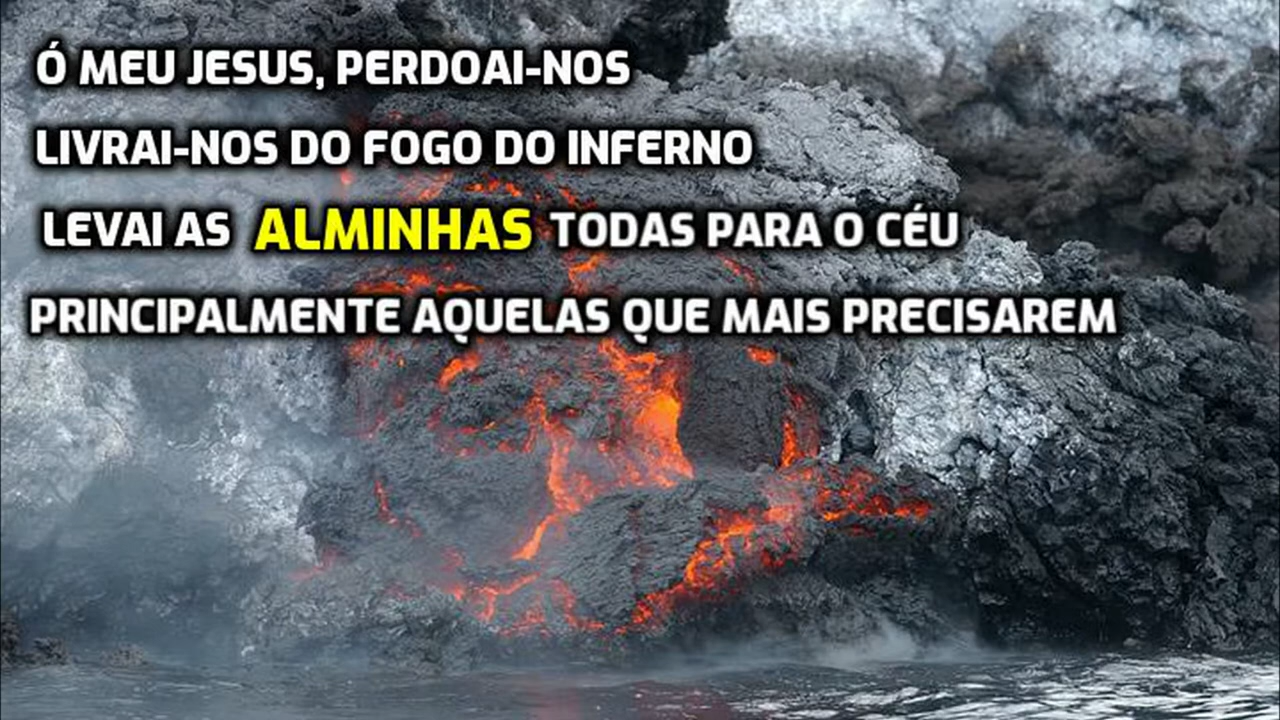 Ó MEU JESUS, PERDOAI-NOS
LIVRAI-NOS DO FOGO DO INFERNO
LEVAI AS ALMINHAS TODAS PARA O CÉU
PRINCIPALMENTE AQUELAS QUE MAIS PRECISAREM